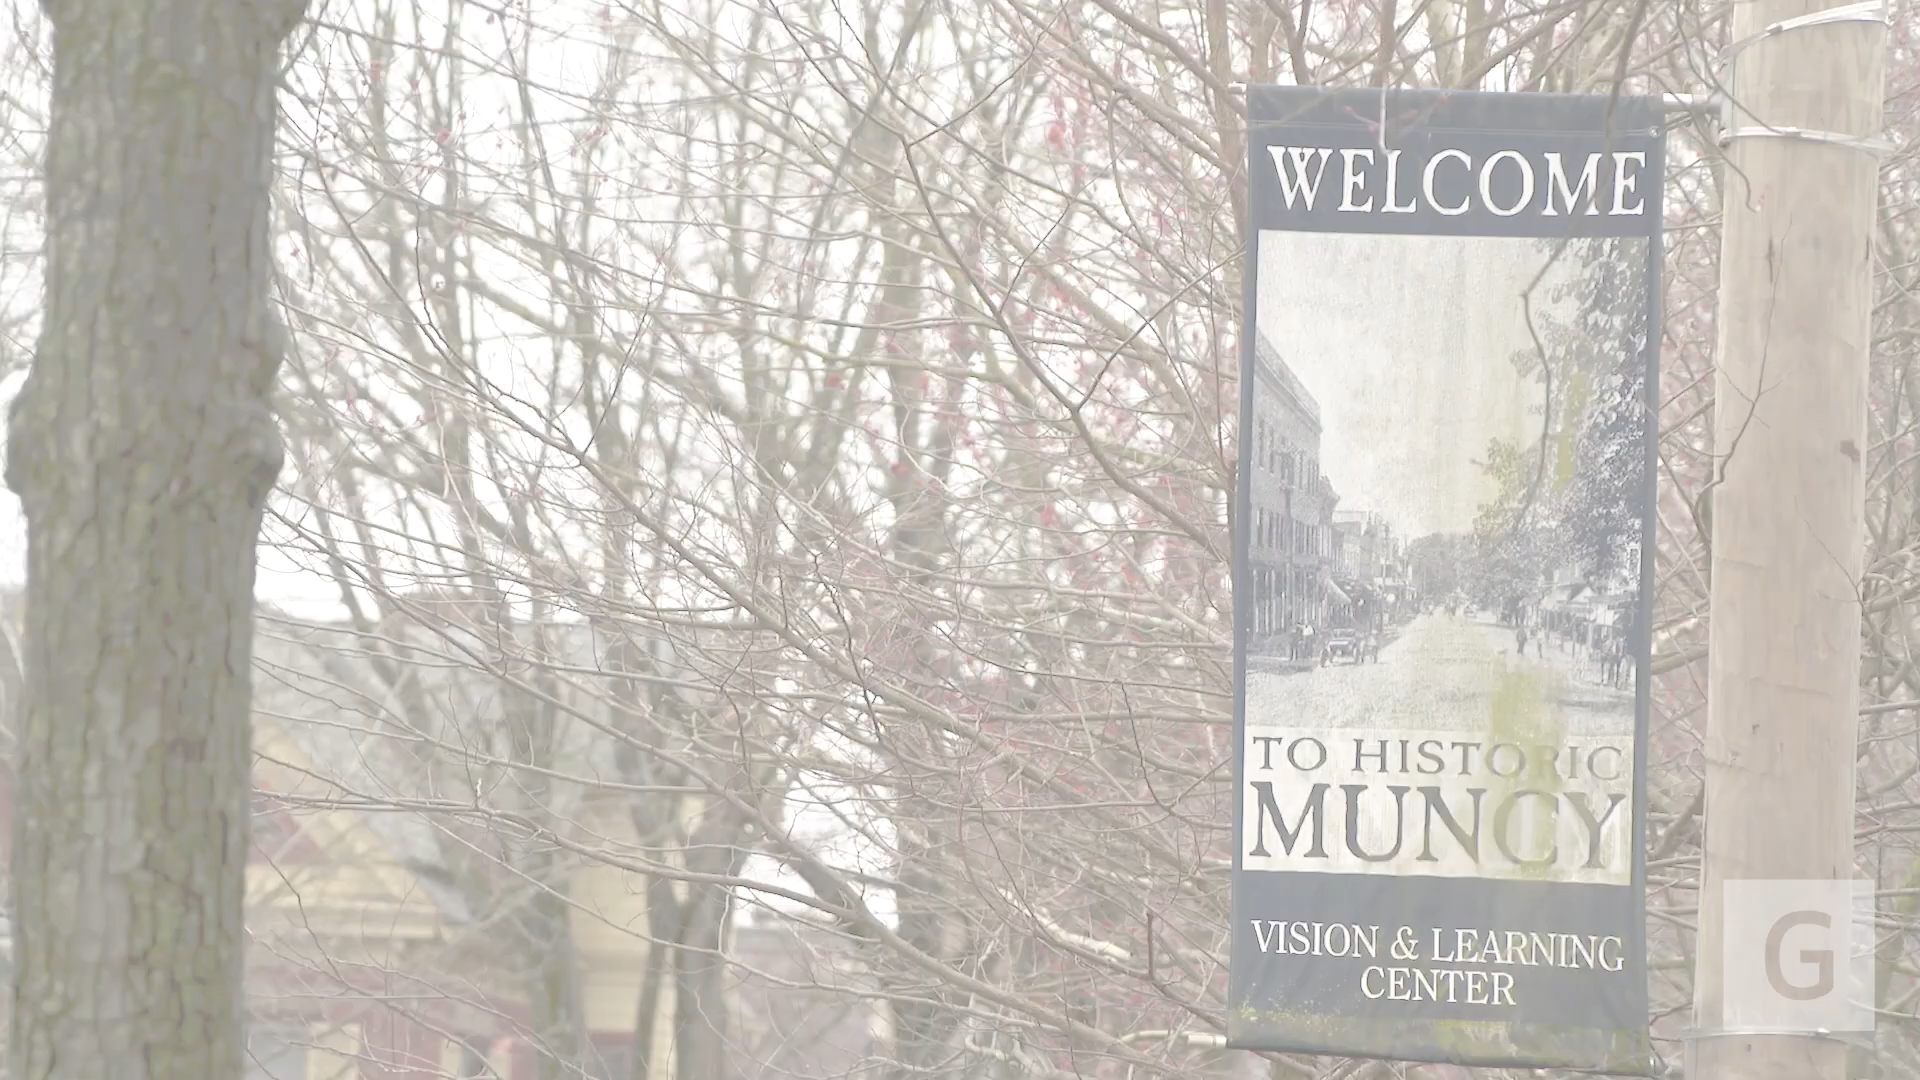 WELCOME
TO HISTORIC
MUNCY
VISION & LEARNING
CENTER
G